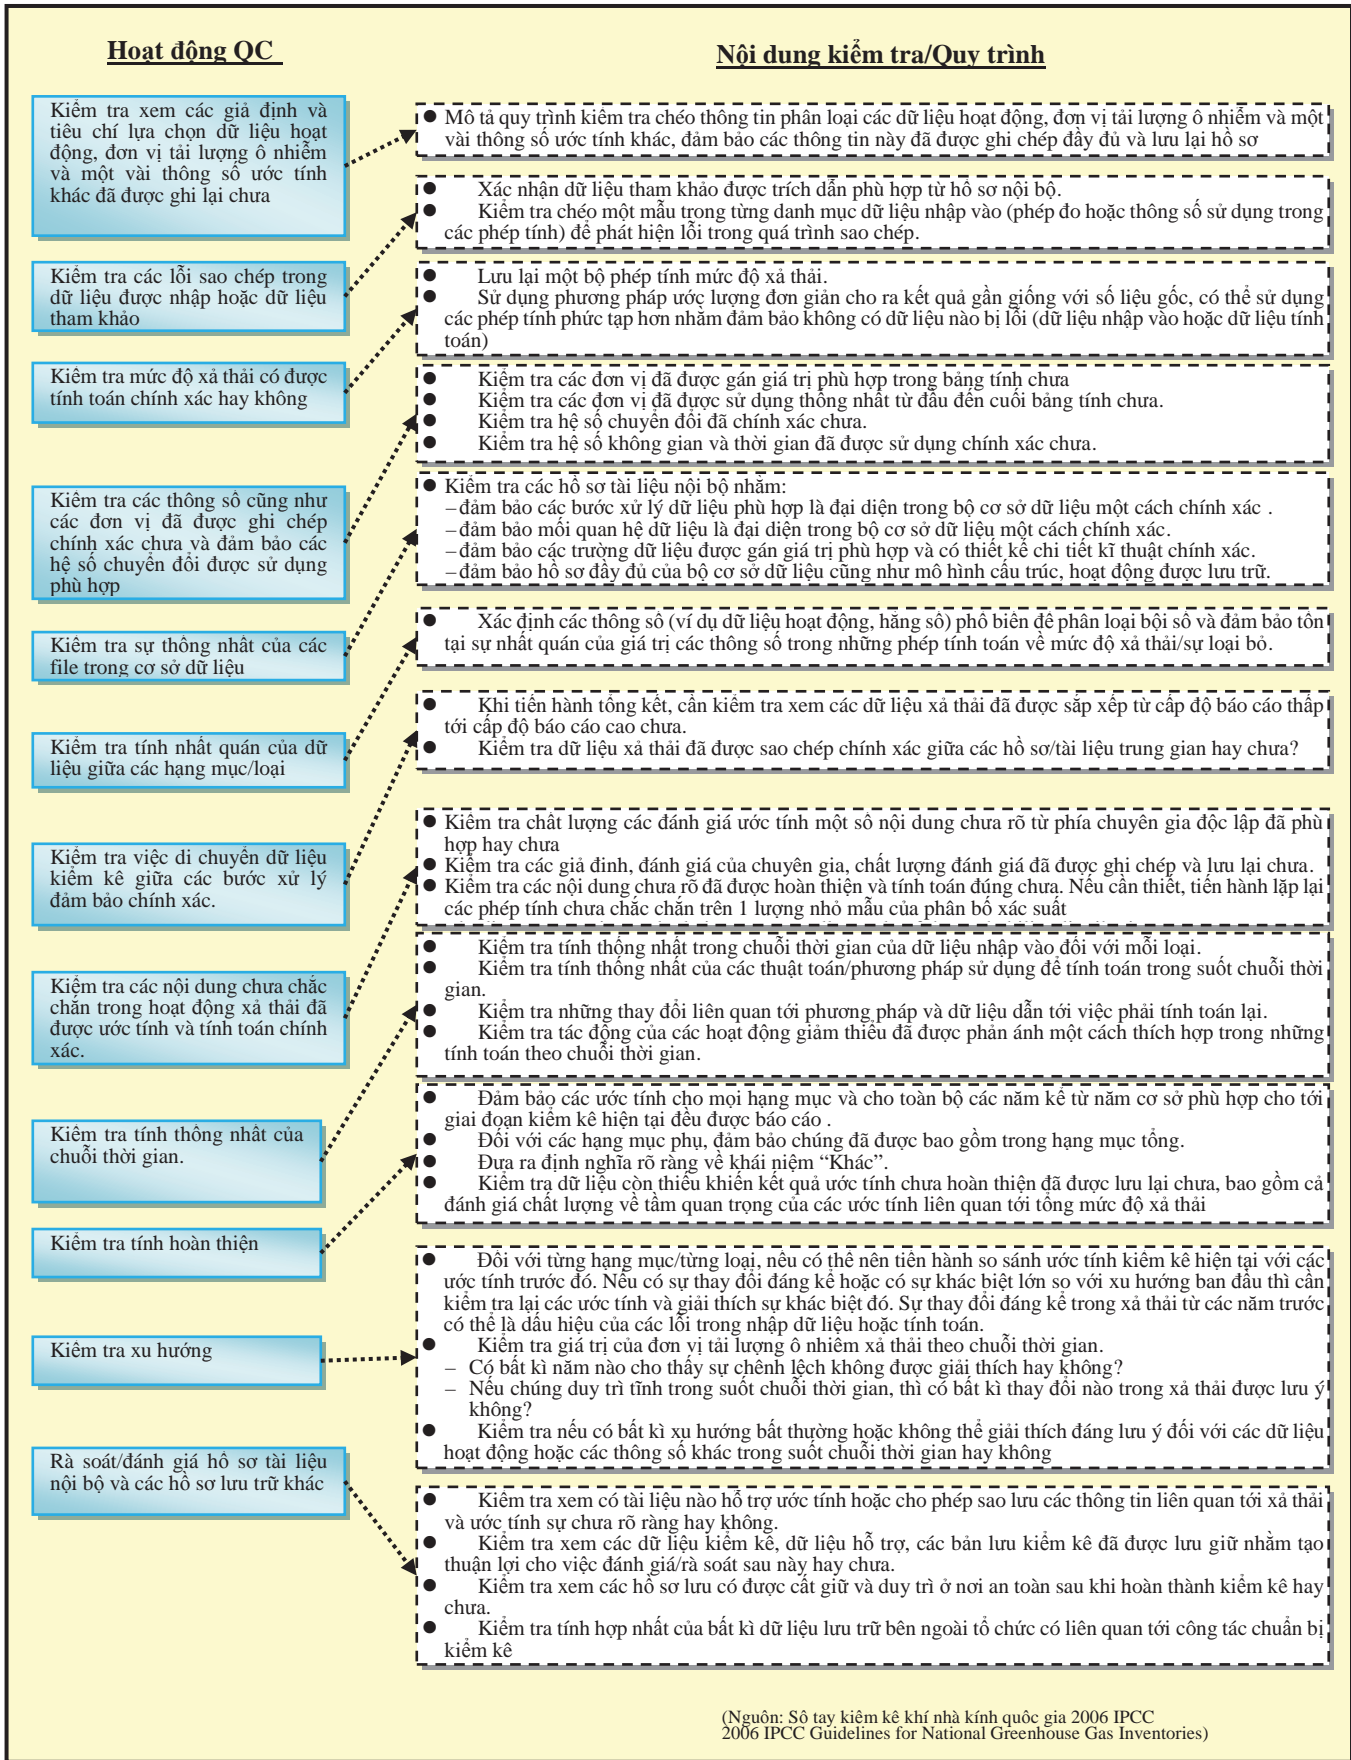 Hoạt động QC
Nội dung kiểm tra/Quy trình
Kiểm tra xem các giả định và
tiêu chí lựa chọn dữ liệu hoạt
động, đơn vị tải lượng ô nhiễm
và một vài thông số ước tính
khác đã được ghi lại chưa
Kiểm tra các lỗi sao chép trong
dữ liệu được nhập hoặc dữ liệu
tham khảo
Kiểm tra mức độ xả thải có được
tính toán chính xác hay không
Kiểm tra các thông số cũng như
các đơn vị đã được ghi chép
chính xác chưa và đảm bảo các
hệ số chuyển đổi được sử dụng
phù hợp
Kiểm tra sự thống nhất của các
file trong cơ sở dữ liệu
Kiểm tra tính nhất quán của dữ
liệu giữa các hạng mục/loại
Kiểm tra việc di chuyển dữ liệu
kiểm kê giữa các bước xử lý
đảm bảo chính xác.
Kiểm tra các nội dung chưa chắc
chắn trong hoạt động xả thải đã
được ước tính và tính toán chính
xác.
Kiểm tra tính thống nhất của
chuỗi thời gian.
Kiểm tra tính hoàn thiện
Kiểm tra xu hướng
Rà soát/đánh giá hồ sơ tài liệu
nội bộ và các hồ sơ lưu trữ khác
● Mô tả quy trình kiểm tra chéo thông tin phân loại các dữ liệu hoạt động, đơn vị tải lượng ô nhiễm và một
vài thông số ước tính khác, đảm bảo các thông tin này đã được ghi chép đầy đủ và lưu lại hồ sơ
● Xác nhận dữ liệu tham khảo được trích dẫn phù hợp từ hồ sơ nội bộ.
● Kiểm tra chéo một mẫu trong từng danh mục dữ liệu nhập vào (phép đo hoặc thông số sử dụng trong
các phép tính) để phát hiện lỗi trong quá trình sao chép.
● Lưu lại một bộ phép tính mức độ xả thải.
● Sử dụng phương pháp ước lượng đơn giản cho ra kết quả gần giống với số liệu gốc, có thể sử dụng
các phép tính phức tạp hơn nhằm đảm bảo không có dữ liệu nào bị lỗi (dữ liệu nhập vào hoặc dữ liệu tính
toán)
● Kiểm tra các đơn vị đã được gán giá trị phù hợp trong bảng tính chưa
● Kiểm tra các đơn vị đã được sử dụng thống nhất từ đầu đến cuối bảng tính chưa.
● Kiểm tra hệ số chuyển đổi đã chính xác chưa.
● Kiểm tra hệ số không gian và thời gian đã được sử dụng chính xác chưa.
● Kiểm tra các hồ sơ tài liệu nội bộ nhằm:
–đảm bảo các bước xử lý dữ liệu phù hợp là đại diện trong bộ cơ sở dữ liệu một cách chính xác .
–đảm bảo mối quan hệ dữ liệu là đại diện trong bộ cơ sở dữ liệu một cách chính xác.
–đảm bảo các trường dữ liệu được gán giá trị phù hợp và có thiết kế chi tiết kĩ thuật chính xác.
–đảm bảo hồ sơ đầy đủ của bộ cơ sở dữ liệu cũng như mô hình cấu trúc, hoạt động được lưu trữ.
● Xác định các thông số (ví dụ dữ liệu hoạt động, hằng số) phổ biến để phân loại bội số và đảm bảo tồn
tại sự nhất quán của giá trị các thông số trong những phép tính toán về mức độ xả thải/sự loại bỏ.
● Khi tiến hành tổng kết, cần kiểm tra xem các dữ liệu xả thải đã được sắp xếp từ cấp độ báo cáo thấp
tới cấp độ báo cáo cao chưa.
● Kiểm tra dữ liệu xả thải đã được sao chép chính xác giữa các hồ sơ/tài liệu trung gian hay chưa?
● Kiểm tra chất lượng các đánh giá ước tính một số nội dung chưa rõ từ phía chuyên gia độc lập đã phù
hợp hay chưa
● Kiểm tra các giả đinh, đánh giá của chuyên gia, chất lượng đánh giá đã được ghi chép và lưu lại chưa.
● Kiểm tra các nội dung chưa rõ đã được hoàn thiện và tính toán đúng chưa. Nếu cần thiết, tiến hành lặp lại
các phép tính chưa chắc chắn trên 1 lượng nhỏ mẫu của phân bố xác suất
● Kiểm tra tính thống nhất trong chuỗi thời gian của dữ liệu nhập vào đối với mỗi loại.
● Kiểm tra tính thống nhất của các thuật toán/phương pháp sử dụng để tính toán trong suốt chuỗi thời
gian.
● Kiểm tra những thay đổi liên quan tới phương pháp và dữ liệu dẫn tới việc phải tính toán lại.
● Kiểm tra tác động của các hoạt động giảm thiểu đã được phản ánh một cách thích hợp trong những
tính toán theo chuỗi thời gian.
● Đảm bảo các ước tính cho mọi hạng mục và cho toàn bộ các năm kể từ năm cơ sở phù hợp cho tới
giai đoạn kiểm kê hiện tại đều được báo cáo .
● Đối với các hạng mục phụ, đảm bảo chúng đã được bao gồm trong hạng mục tổng.
● Đưa ra định nghĩa rõ ràng về khái niệm “Khác”.
● Kiểm tra dữ liệu còn thiếu khiến kết quả ước tính chưa hoàn thiện đã được lưu lại chưa, bao gồm cả
đánh giá chất lượng về tầm quan trọng của các ước tính liên quan tới tổng mức độ xả thải
● Đối với từng hạng mục/từng loại, nếu có thể nên tiến hành so sánh ước tính kiểm kê hiện tại với các
ước tính trước đó. Nếu có sự thay đổi đáng kể hoặc có sự khác biệt lớn so với xu hướng ban đầu thì cần
kiểm tra lại các ước tính và giải thích sự khác biệt đó. Sự thay đổi đáng kể trong xả thải từ các năm trước
có thể là dấu hiệu của các lỗi trong nhập dữ liệu hoặc tính toán.
● Kiểm tra giá trị của đơn vị tải lượng ô nhiêm xả thải theo chuỗi thời gian.
– Có bất kì năm nào cho thấy sự chênh lệch không được giải thích hay không?
– Nếu chúng duy trì tĩnh trong suốt chuỗi thời gian, thì có bất kì thay đổi nào trong xả thải được lưu ý
không?
● Kiểm tra nếu có bất kì xu hướng bất thường hoặc không thể giải thích đáng lưu ý đối với các dữ liệu
hoạt động hoặc các thông số khác trong suốt chuỗi thời gian hay không
● Kiểm tra xem có tài liệu nào hỗ trợ ước tính hoặc cho phép sao lưu các thông tin liên quan tới xả thải
và ước tính sự chưa rõ ràng hay không.
● Kiểm tra xem các dữ liệu kiểm kê, dữ liệu hỗ trợ, các bản lưu kiểm kê đã được lưu giữ nhằm tạo
thuận lợi cho việc đánh giá/rà soát sau này hay chưa.
● Kiểm tra xem các hồ sơ lưu có được cất giữ và duy trì ở nơi an toàn sau khi hoàn thành kiểm kê hay
chưa.
● Kiểm tra tính hợp nhất của bất kì dữ liệu lưu trữ bên ngoài tổ chức có liên quan tới công tác chuẩn bị
kiểm kê
(Nguồn: Sổ tay kiểm kê khí nhà kính quốc gia 2006 IPCC
2006 IPCC Guidelines for National Greenhouse Gas Inventories)